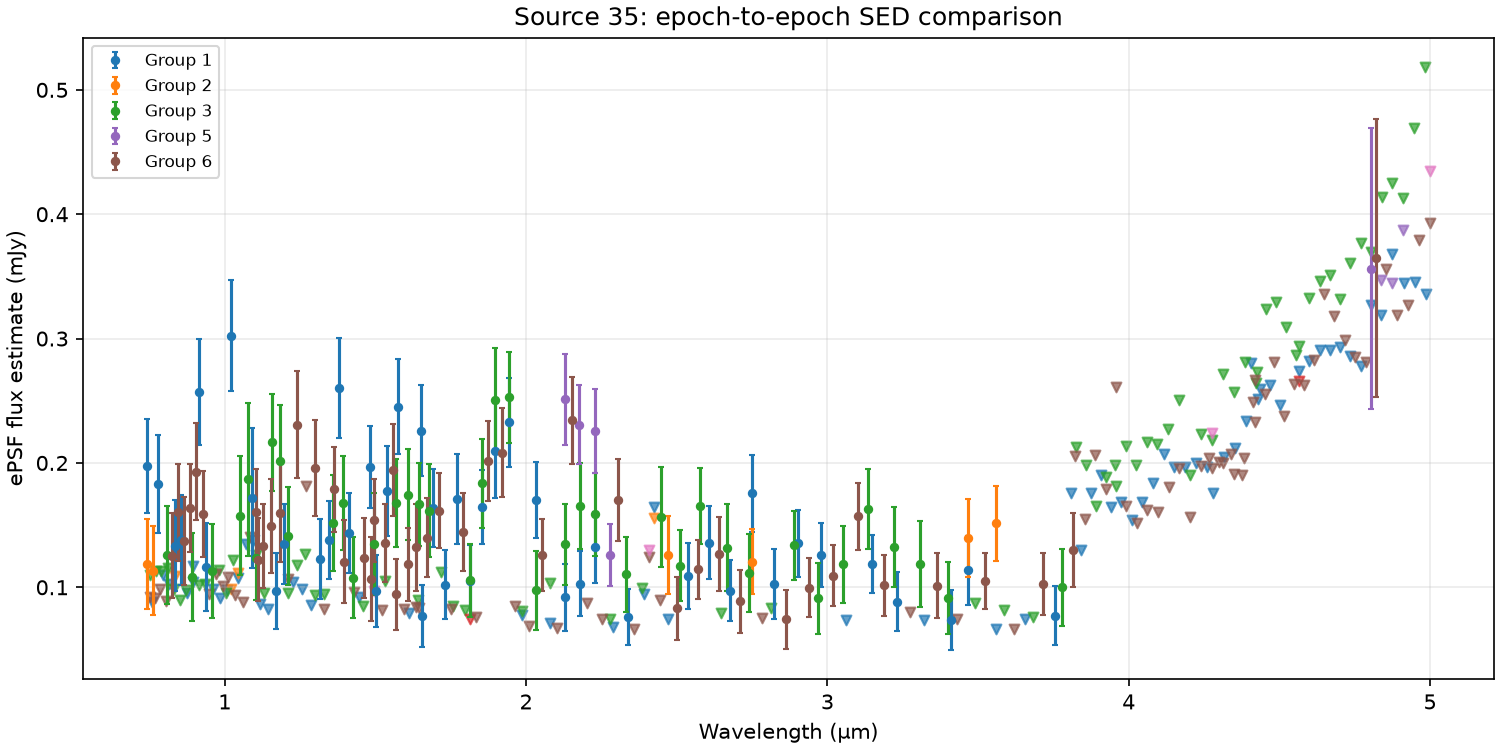 Source 35: epoch-to-epoch SED comparison
Group 1
Group 2
Group 3
Group 5
Group 6
ePSF flux estimate (mJy)
0.5
0.4
0.3
0.2
0.1
1 2 3 4 5
Wavelength (μm)